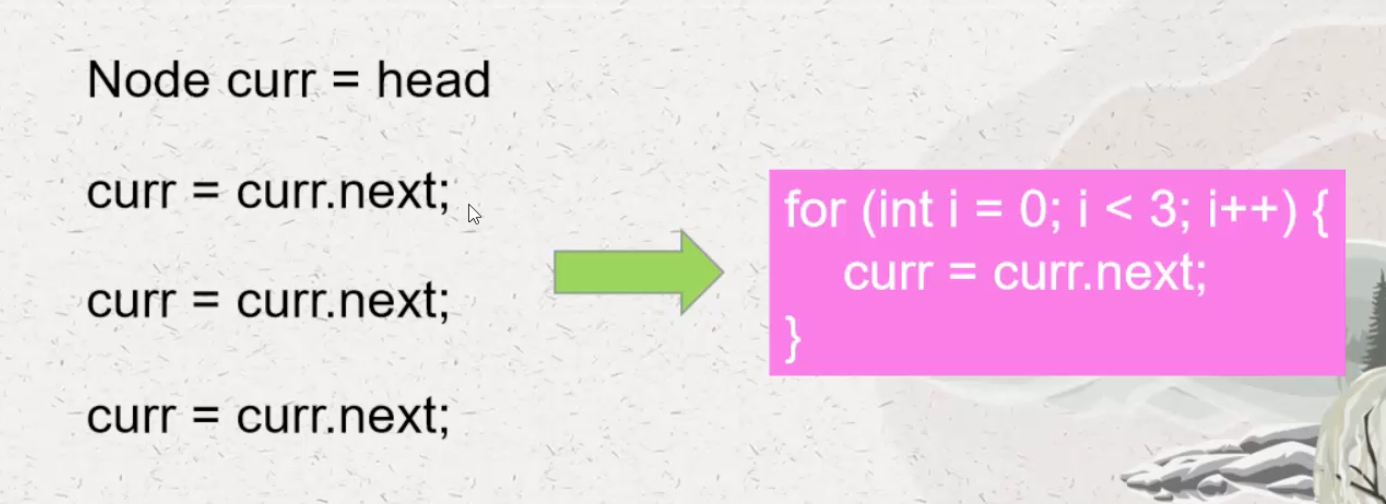 Node curr = head
curr = curr.next;
curr = curr.next;
curr = curr.next;
for (int i = 0; i < 3; i++) {
curr = curr.next;
}